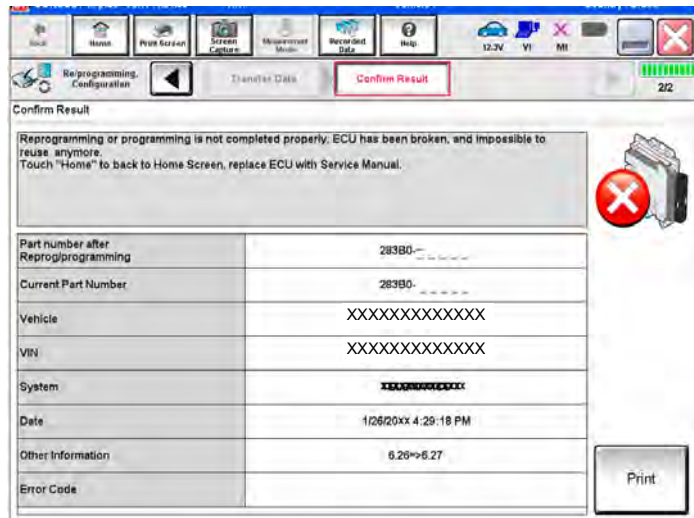 Back
Home
Print Screen
Screen
Capture
Measurement
Mode
Recorded
Data
Help
12.3V
VI
MI
Re/programming,
Configuration
Transfer Data
Confirm Result
2/2
Confirm Result
Reprogramming or programming is not completed properly. ECU has been broken, and impossible to
reuse anymore.
Touch "Home" to back to Home Screen, replace ECU with Service Manual.
Part number after
Reprog/programming
283B0-_ _ _ _ _
Current Part Number
283B0- _ _ _ _ _
Vehicle
XXXXXXXXXXXXX
VIN
XXXXXXXXXXXXX
System
Date
1/26/20XX 4:29:18 PM
Other Information
6.26=>6.27
Error Code
Print